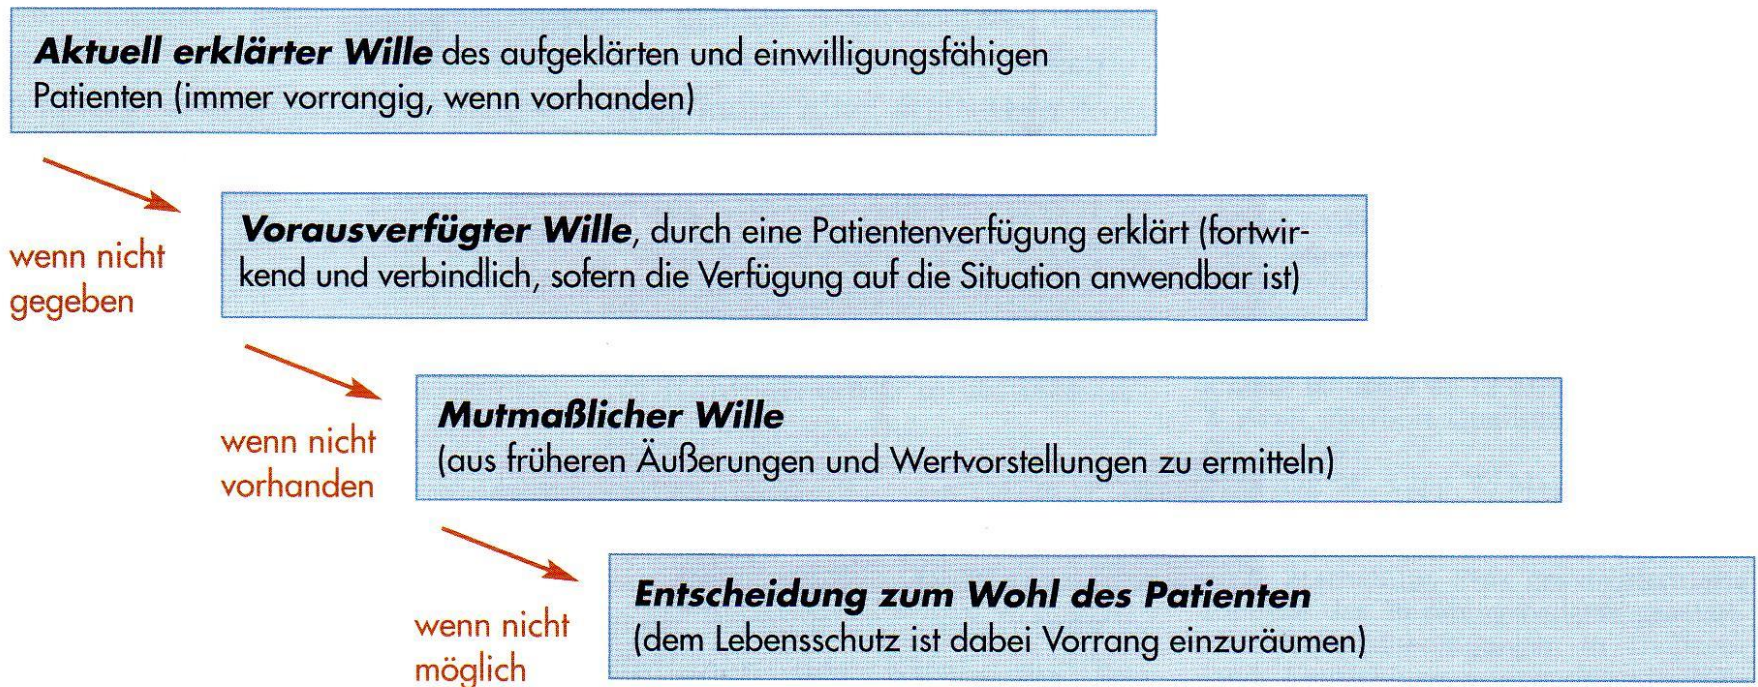 Aktuell erklärter Wille des aufgeklärten und einwilligungsfähigen
Patienten (immer vorrangig, wenn vorhanden)
wenn nicht
gegeben
Vorausverfügter Wille, durch eine Patientenverfügung erklärt (fortwir-
kend und verbindlich, sofern die Verfügung auf die Situation anwendbar ist)
wenn nicht
vorhanden
Mutmaßlicher Wille
(aus früheren Äußerungen und Wertvorstellungen zu ermitteln)
wenn nicht
möglich
Entscheidung zum Wohl des Patienten
(dem Lebensschutz ist dabei Vorrang einzuräumen)